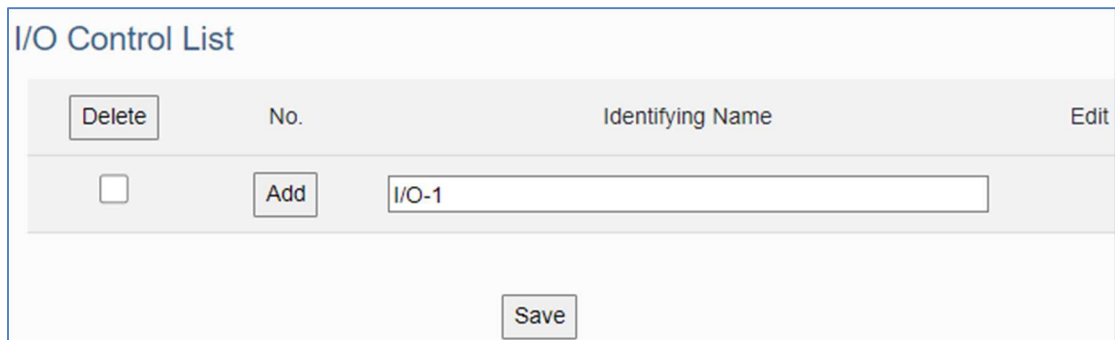 I/O Control List
Delete No. Identifying Name Edit
Add I/O-1
Save